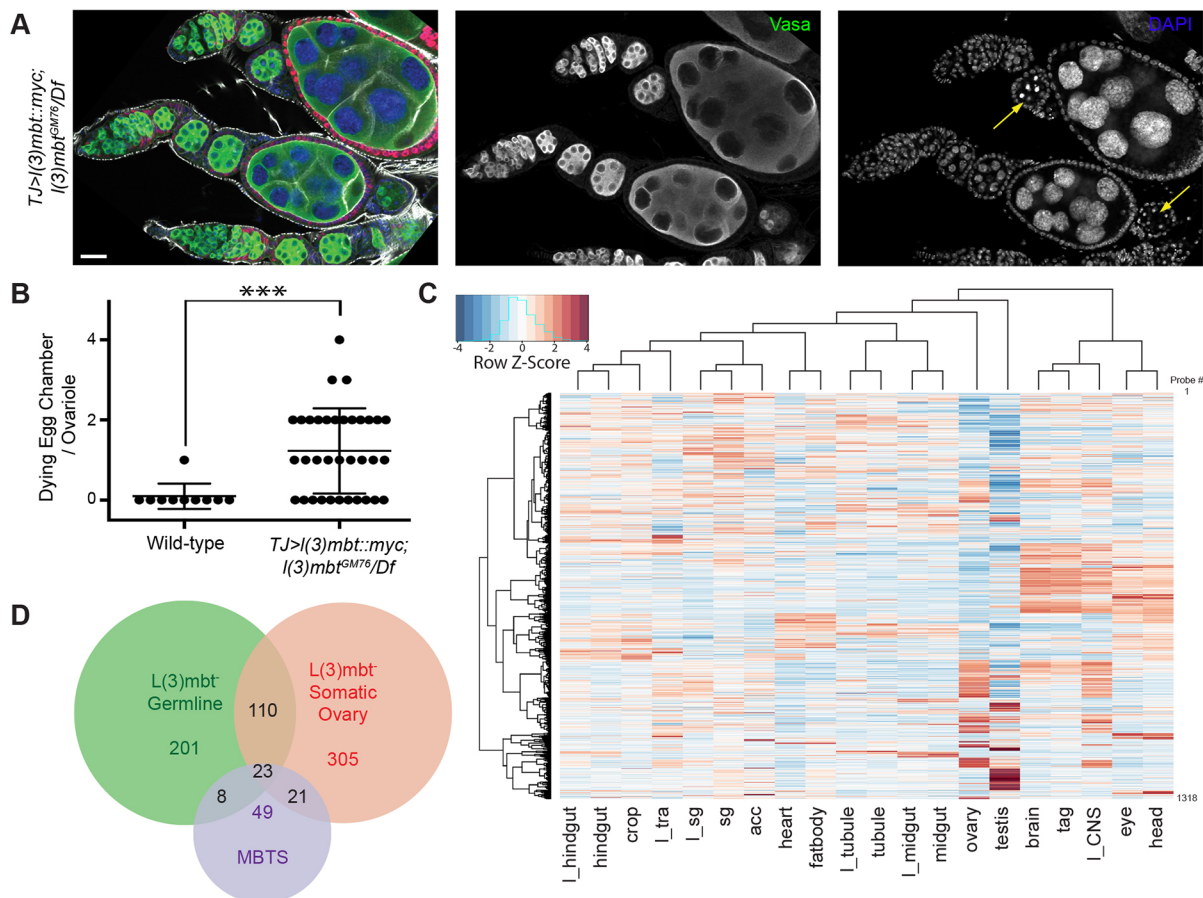 A
TJ>l(3)mbt::myc;
l(3)mbtGM76/Df
Vasa
DAPI
B
***
Dying Egg Chamber
/ Ovariole
4
2
0
Wild-type
TJ>l(3)mbt::myc;
l(3)mbtGM76/Df
C
-4 -2 0 2 4
Row Z-Score
Probe #
1
1318
l_hindgut
hindgut
crop
l_tra
l_sg
sg
acc
heart
fatbody
l_tubule
tubule
l_midgut
midgut
ovary
testis
brain
tag
l_CNS
eye
head
D
L(3)mbt-
Germline
201
110
L(3)mbt-
Somatic
Ovary
305
23
8
21
49
MBTS